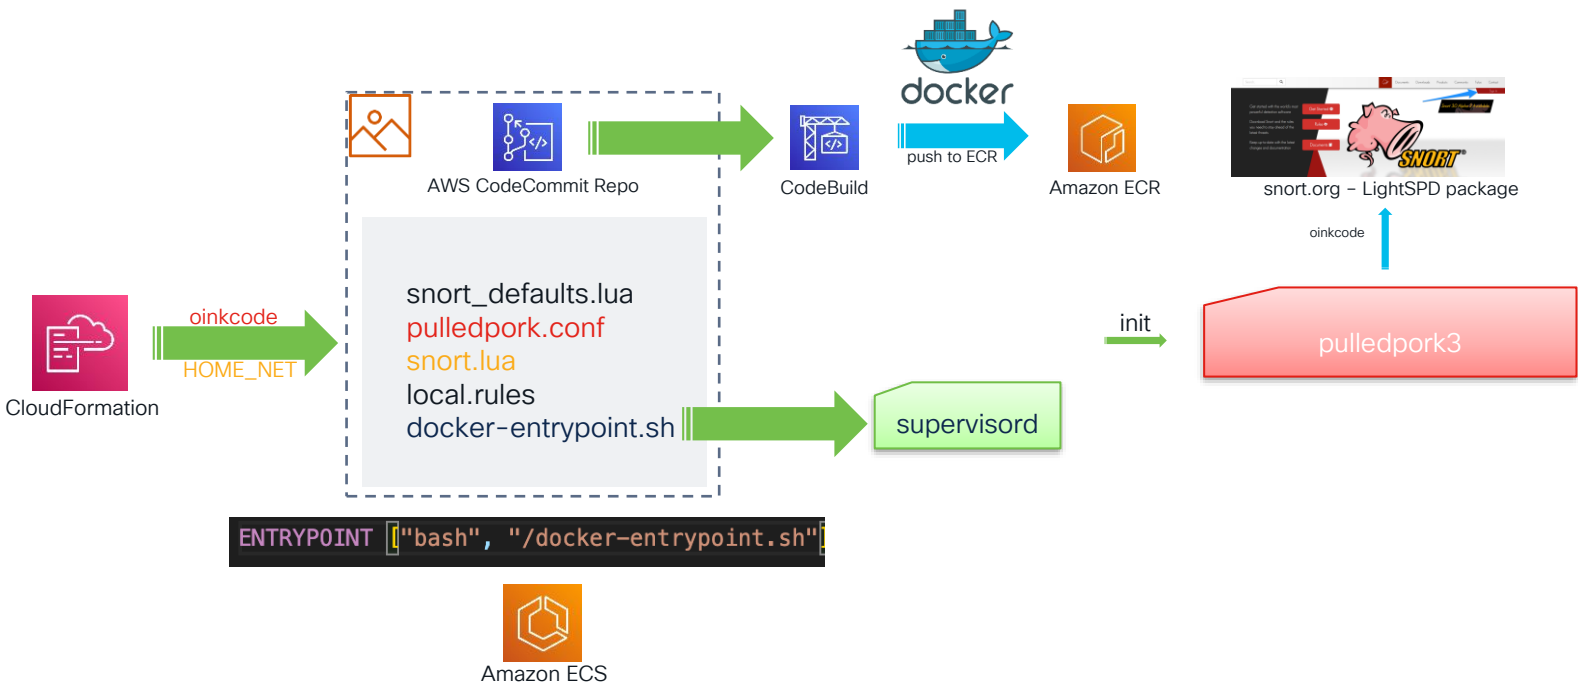 docker
AWS CodeCommit Repo
CodeBuild
push to ECR
Amazon ECR
SNORT
snort.org - LightSPD package
oinkcode
snort_defaults.lua
pulledpork.conf
snort.lua
local.rules
docker-entrypoint.sh
oinkcode
HOME_NET
CloudFormation
supervisord
init
pulledpork3
ENTRYPOINT ["bash", "/docker-entrypoint.sh"]
Amazon ECS